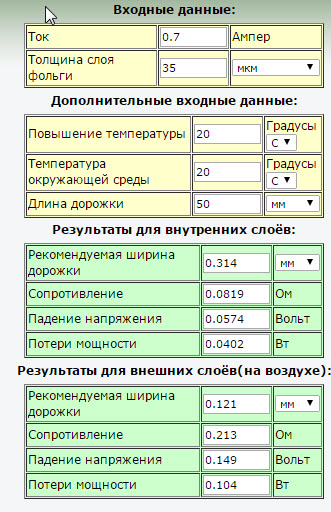 Входные данные:
Ток 0.7 Ампер
Толщина слоя
фольги 35 мкм
Дополнительные входные данные:
Повышение температуры 20 Градусы
C
Температура
окружающей среды 20 Градусы
C
Длина дорожки 50 мм
Результаты для внутренних слоёв:
Рекомендуемая ширина
дорожки 0.314 мм
Сопротивление 0.0819 Ом
Падение напряжения 0.0574 Вольт
Потери мощности 0.0402 Вт
Результаты для внешних слоёв(на воздухе):
Рекомендуемая ширина
дорожки 0.121 мм
Сопротивление 0.213 Ом
Падение напряжения 0.149 Вольт
Потери мощности 0.104 Вт